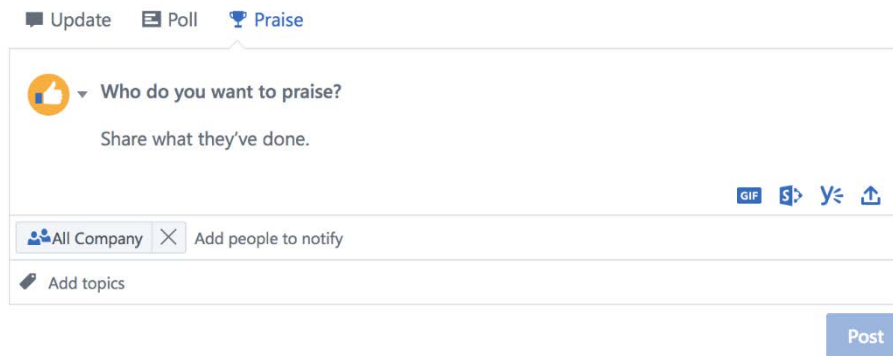 Update Poll Praise
Who do you want to praise?
Share what they've done.
GIF S y
All Company Add people to notify
Add topics
Post